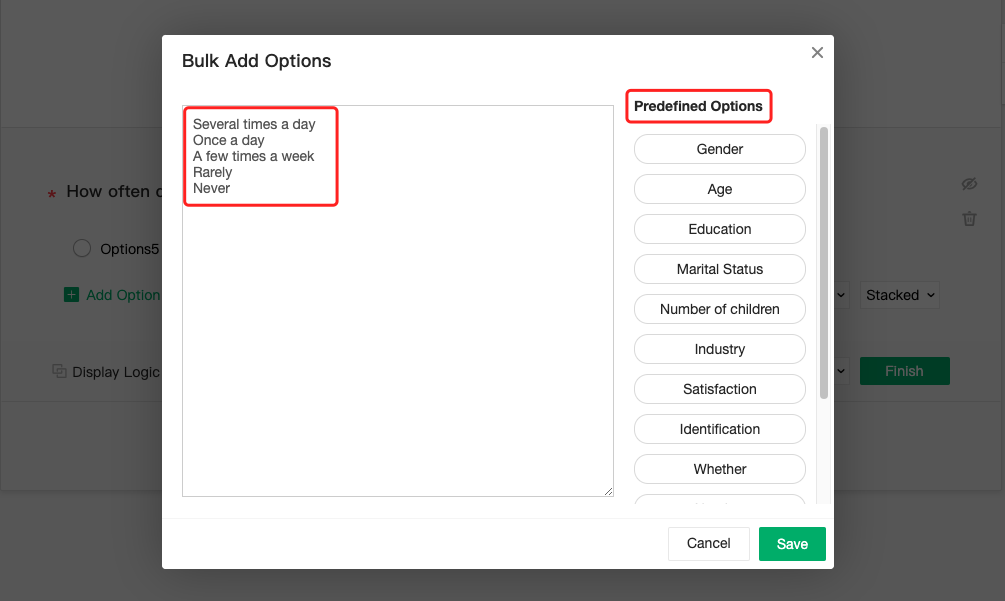 Bulk Add Options
Several times a day
Once a day
A few times a week
Rarely
Never
Predefined Options
Gender
Age
Education
Marital Status
Number of children
Industry
Satisfaction
Identification
Whether
Cancel
Save
* How often
Options5
Add Option
Stacked
Display Logic
Finish